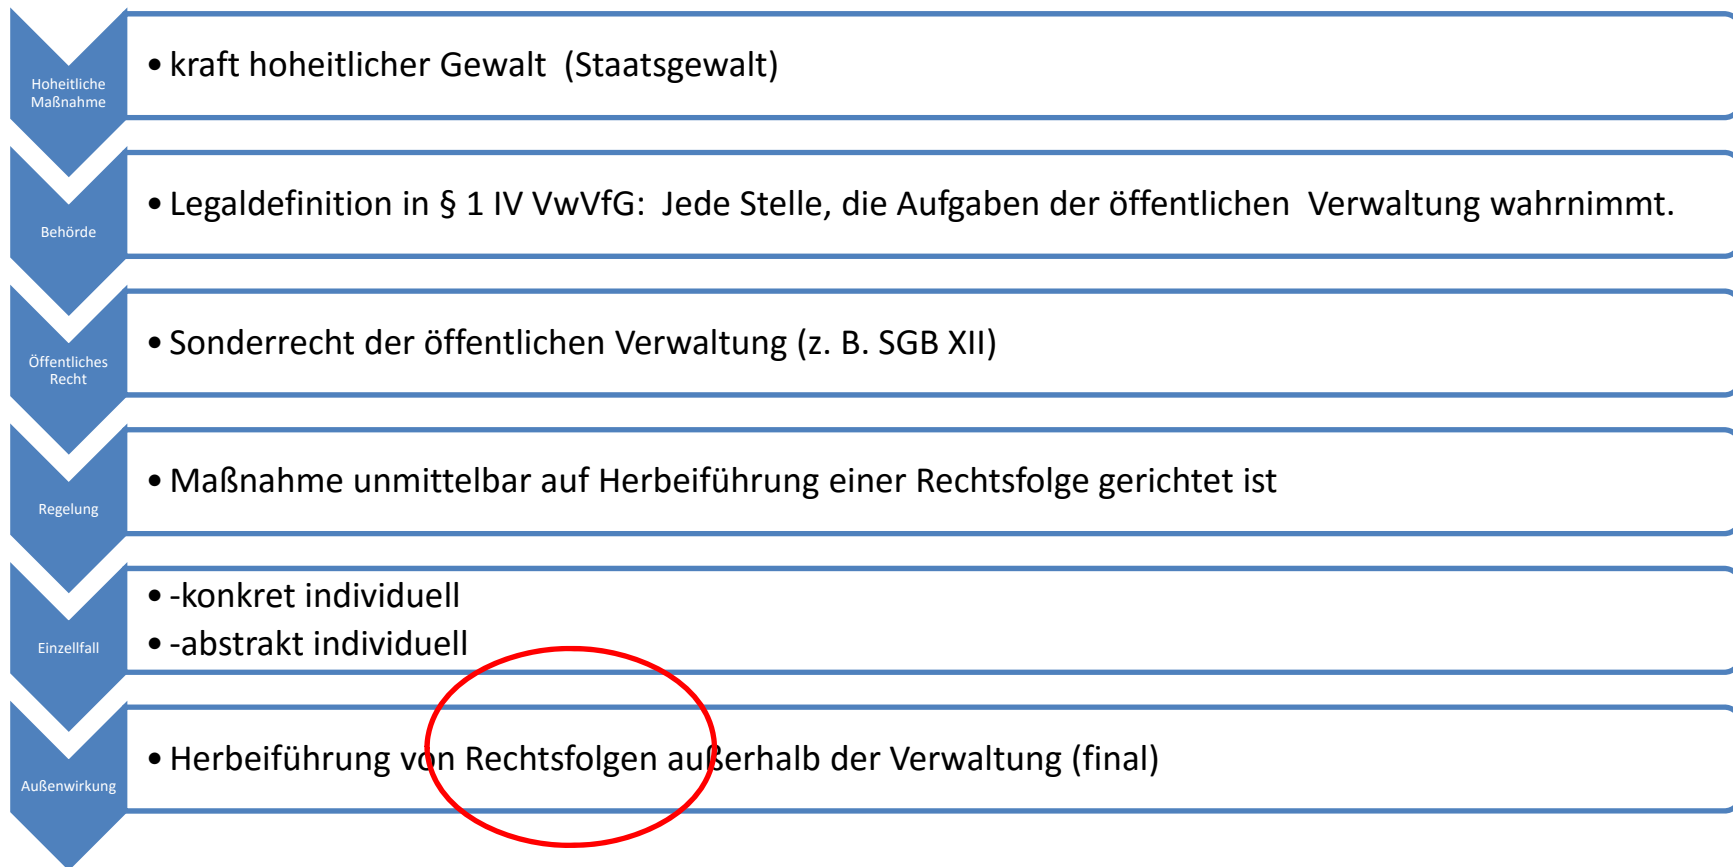 Hoheitliche
Maßnahme
• kraft hoheitlicher Gewalt  (Staatsgewalt)
Behörde
• Legaldefinition in § 1 IV VwVfG:  Jede Stelle, die Aufgaben der öffentlichen  Verwaltung wahrnimmt.
Öffentliches
Recht
• Sonderrecht der öffentlichen Verwaltung (z. B. SGB XII)
Regelung
• Maßnahme unmittelbar auf Herbeiführung einer Rechtsfolge gerichtet ist
Einzellfall
• -konkret individuell
• -abstrakt individuell
Außenwirkung
• Herbeiführung von Rechtsfolgen außerhalb der Verwaltung (final)